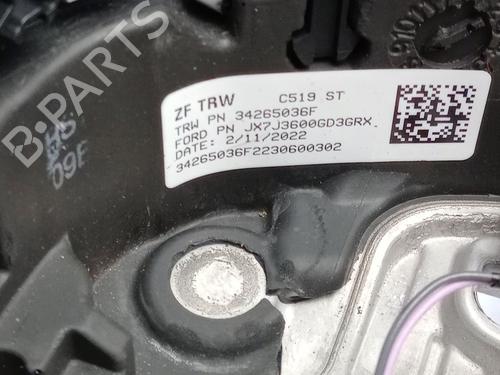 ZF TRW C519 ST
TRW PN 34265036F
FORD PN JX7J3600GD3GRX
DATE: 2/11/2022
34265036F2230600302
09E
B-PARTS